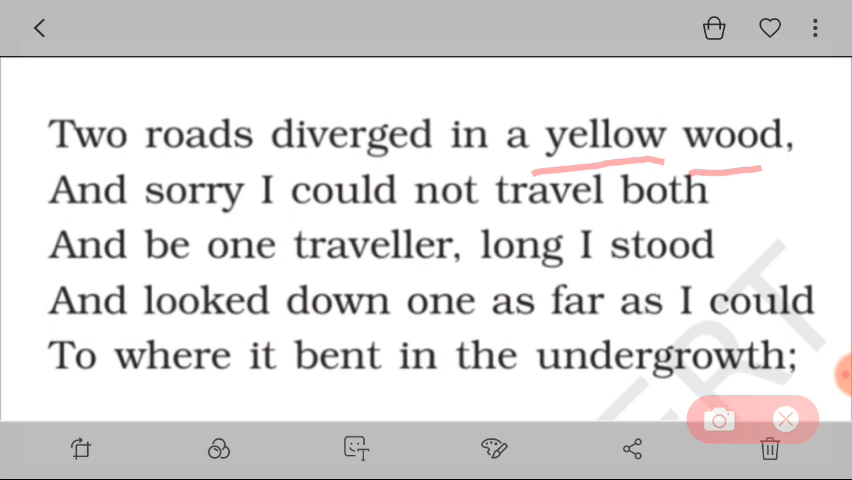 Two roads diverged in a yellow wood,
And sorry I could not travel both
And be one traveller, long I stood
And looked down one as far as I could
To where it bent in the undergrowth;